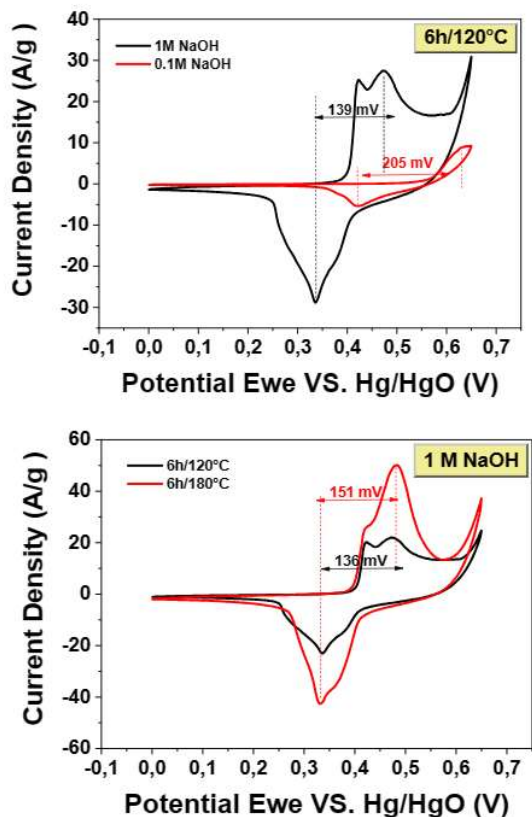 6h/120°C
1M NaOH
0.1M NaOH
139 mV
205 mV
Current Density (A/g)
40
30
20
10
0
-10
-20
-30
-0,1 0,0 0,1 0,2 0,3 0,4 0,5 0,6 0,7
Potential Ewe VS. Hg/HgO (V)
1 M NaOH
6h/120°C
6h/180°C
151 mV
136 mV
Current Density (A/g)
60
40
20
0
-20
-40
-60
-0,1 0,0 0,1 0,2 0,3 0,4 0,5 0,6 0,7
Potential Ewe VS. Hg/HgO (V)